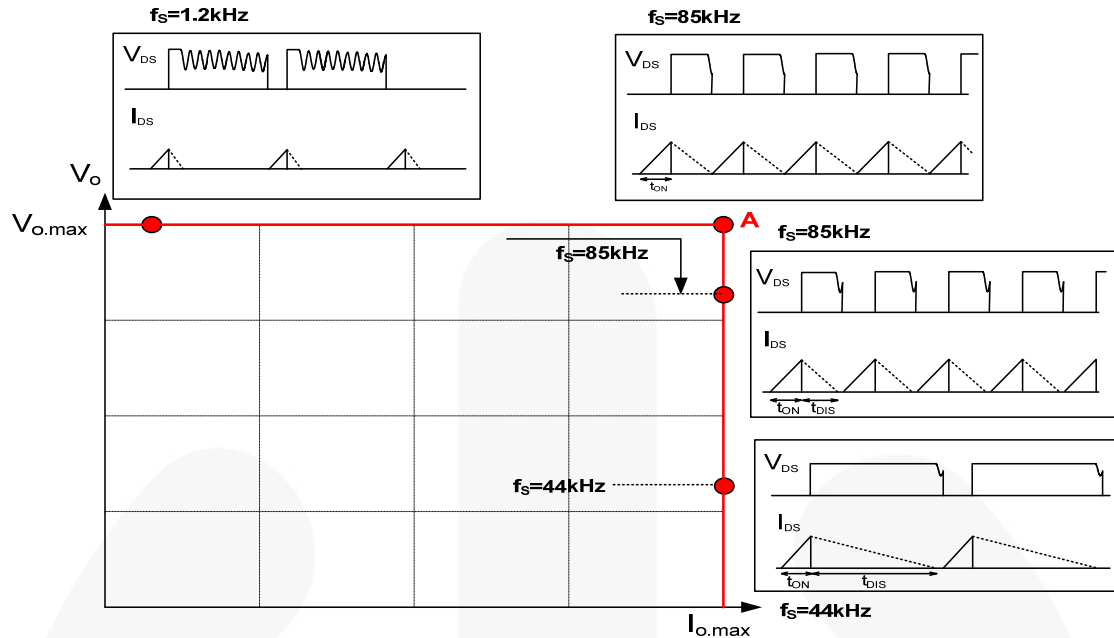 fS=1.2kHz
VDS
IDS
fS=85kHz
VDS
IDS
tON
Vo
Vo.max
A
fS=85kHz
fS=85kHz
VDS
IDS
tON tDIS
fS=44kHz
VDS
IDS
tON tDIS
fS=44kHz
Io.max